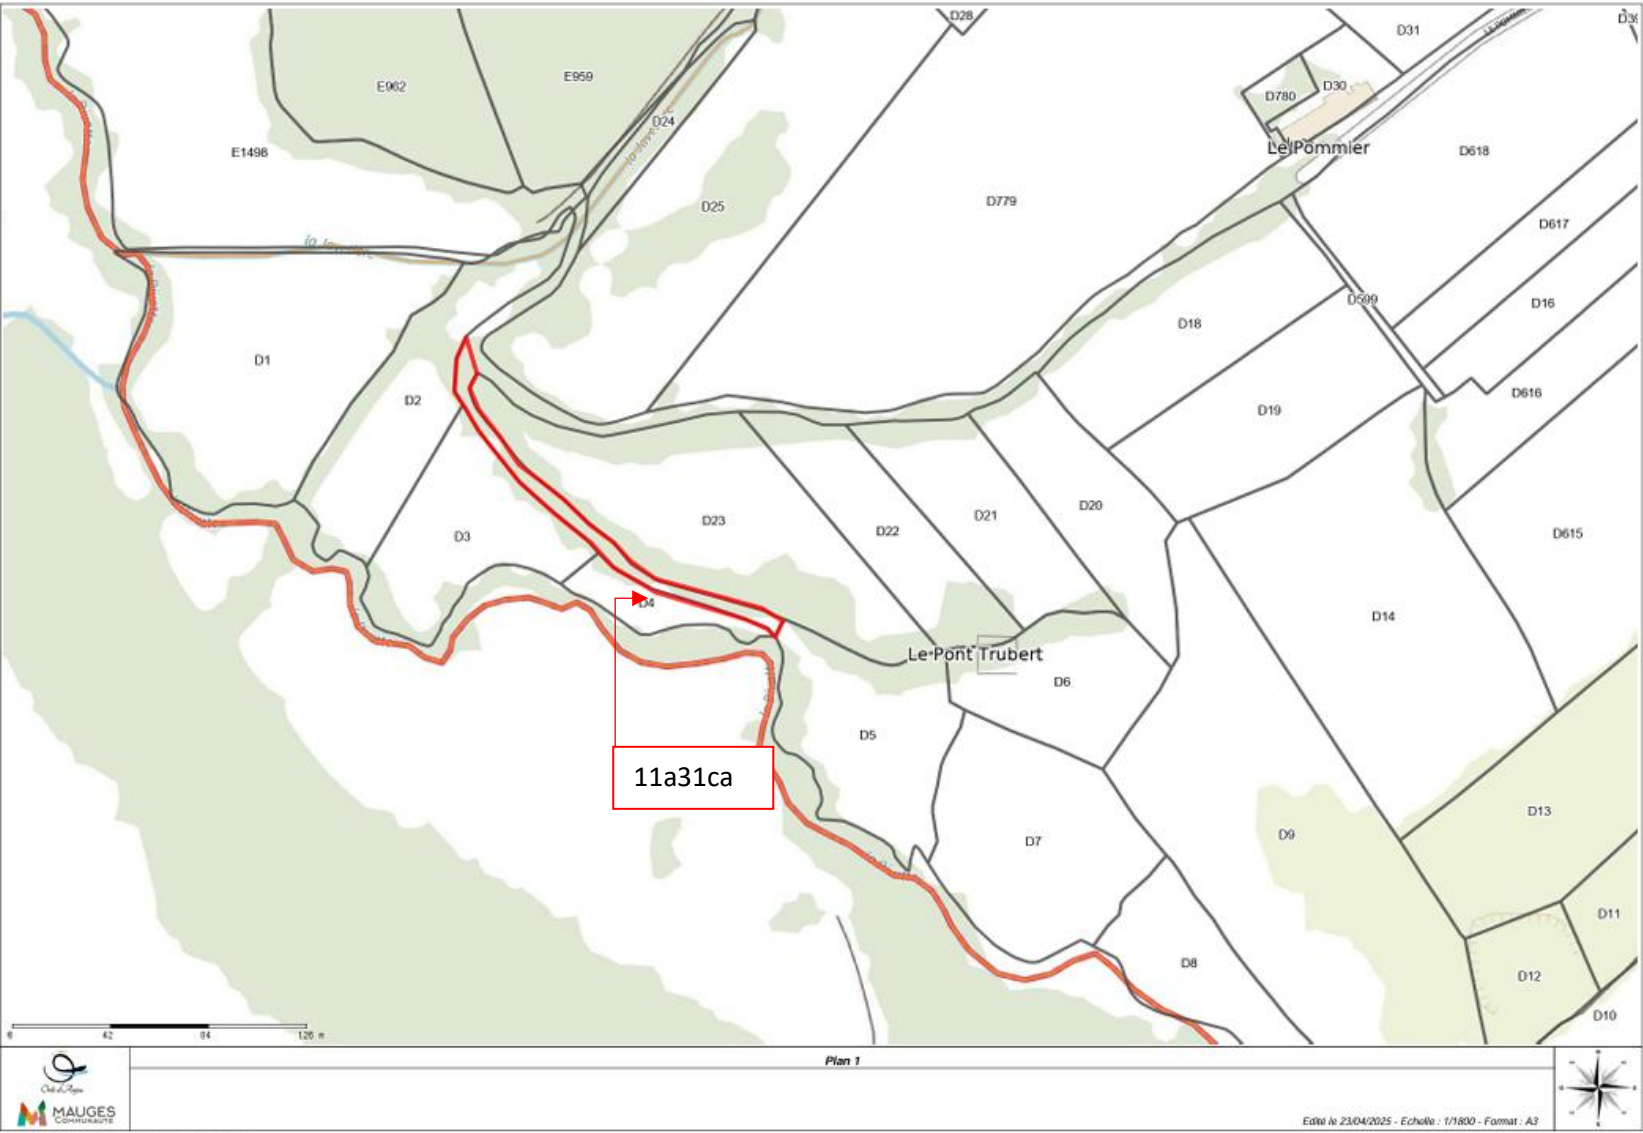 D28
D31
E962
E959
D24
D780
D30
Le Pommier
E1498
D618
D25
D779
D617
D599
D16
D18
D1
D616
D2
D19
D23
D22
D21
D20
D3
D615
D4
D14
Le Pont Trubert
D6
D5
11a31ca
D13
D9
D7
D11
D8
D12
D10
0 42 84 126 m
Plan 1
MAUGES
COMMUNAUTÉ
Edité le 23/04/2025 - Echelle : 1/1800 - Format : A3